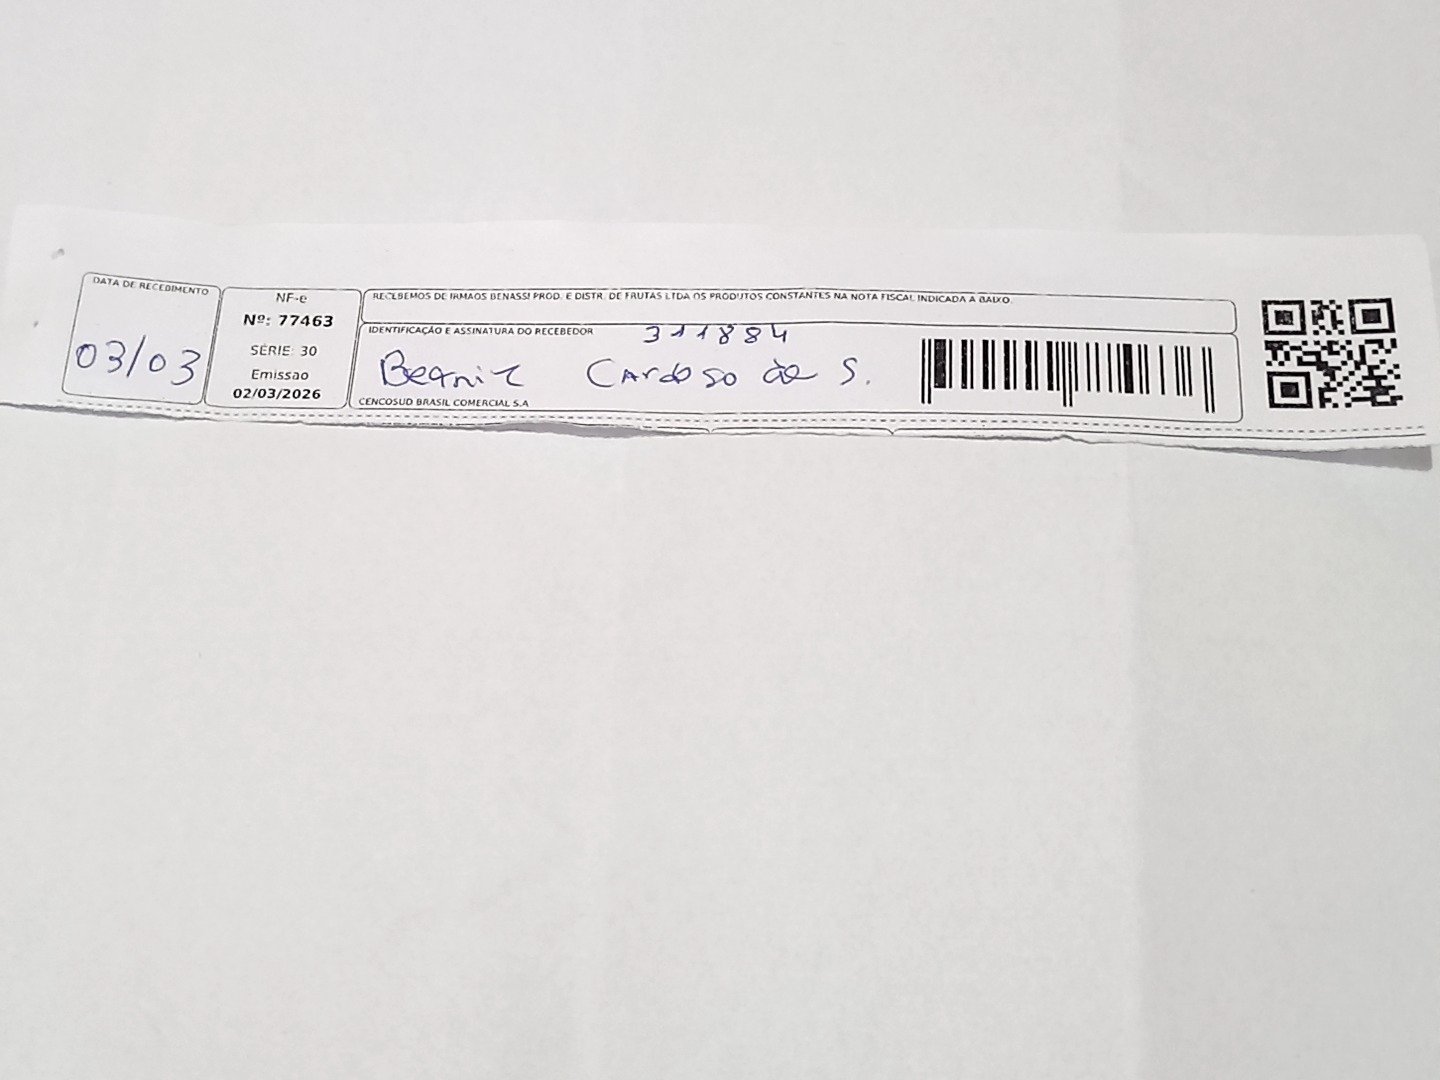 DATA DE RECEBIMENTO
03/03
NF-e
Nº: 77463
SÉRIE: 30
Emissao
02/03/2026
RECEBEMOS DE IRMAOS BENASSI PROD. E DISTR. DE FRUTAS LTDA OS PRODUTOS CONSTANTES NA NOTA FISCAL INDICADA A BAIXO.
IDENTIFICAÇÃO E ASSINATURA DO RECEBEDOR
311884
Cardoso de S.
CENCOSUD BRASIL COMERCIAL S.A